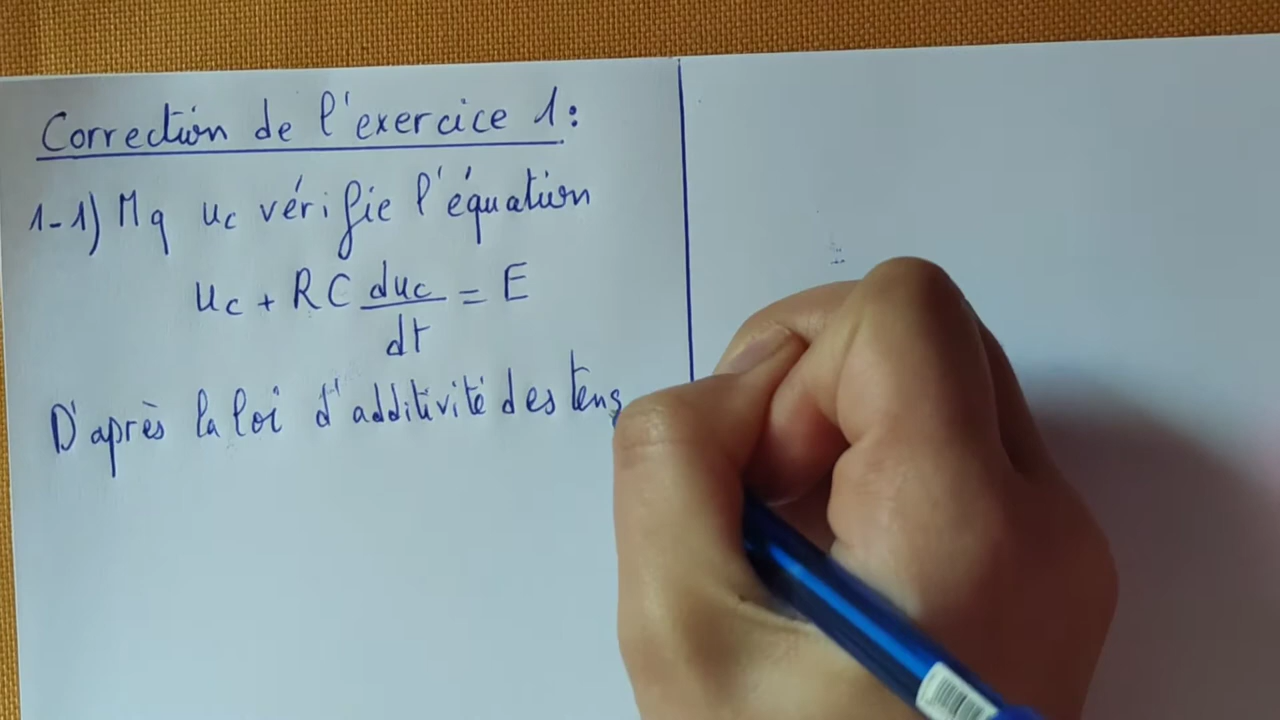 Correction de l'exercice 1:
1-1) Mq uc vérifie l'équation
uc + RC duc/dt = E
D'après la loi d'additivité des tens